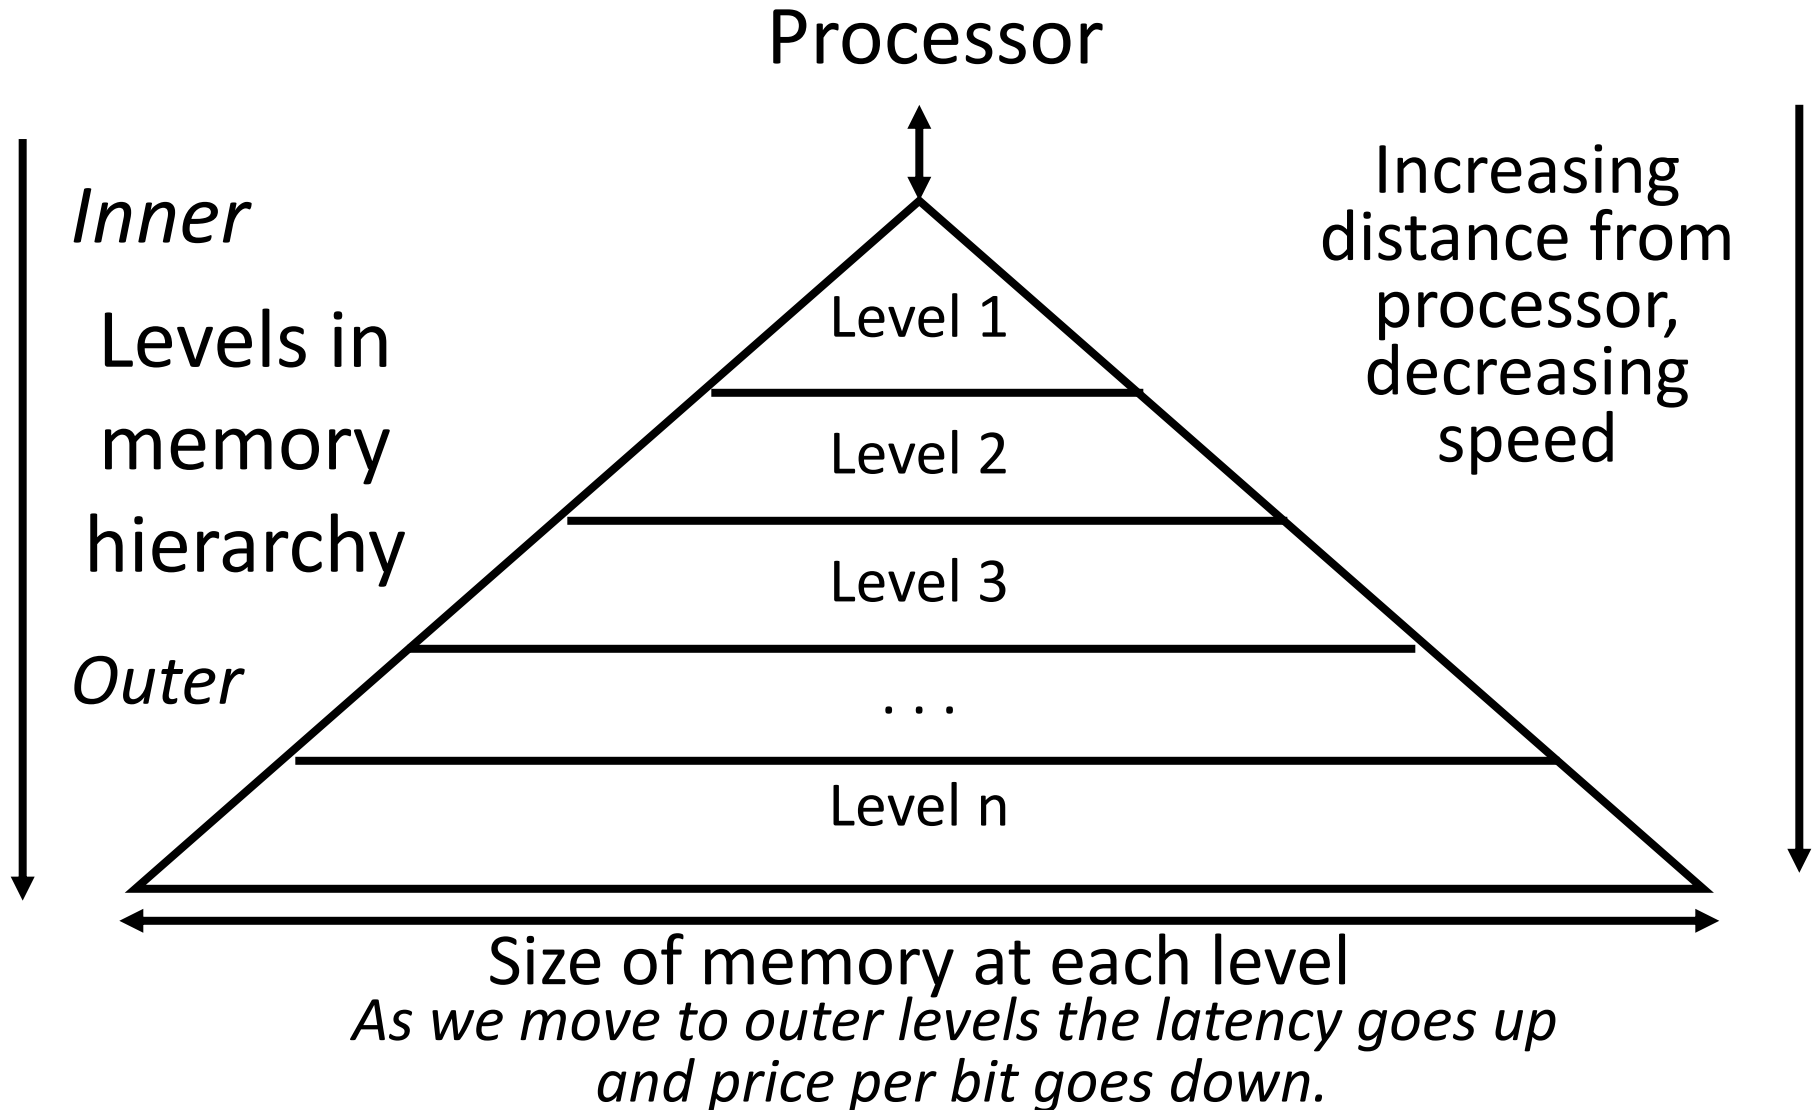 Processor
Inner
Levels in
memory
hierarchy
Outer
Level 1
Level 2
Level 3
. . .
Level n
Increasing
distance from
processor,
decreasing
speed
Size of memory at each level
As we move to outer levels the latency goes up
and price per bit goes down.